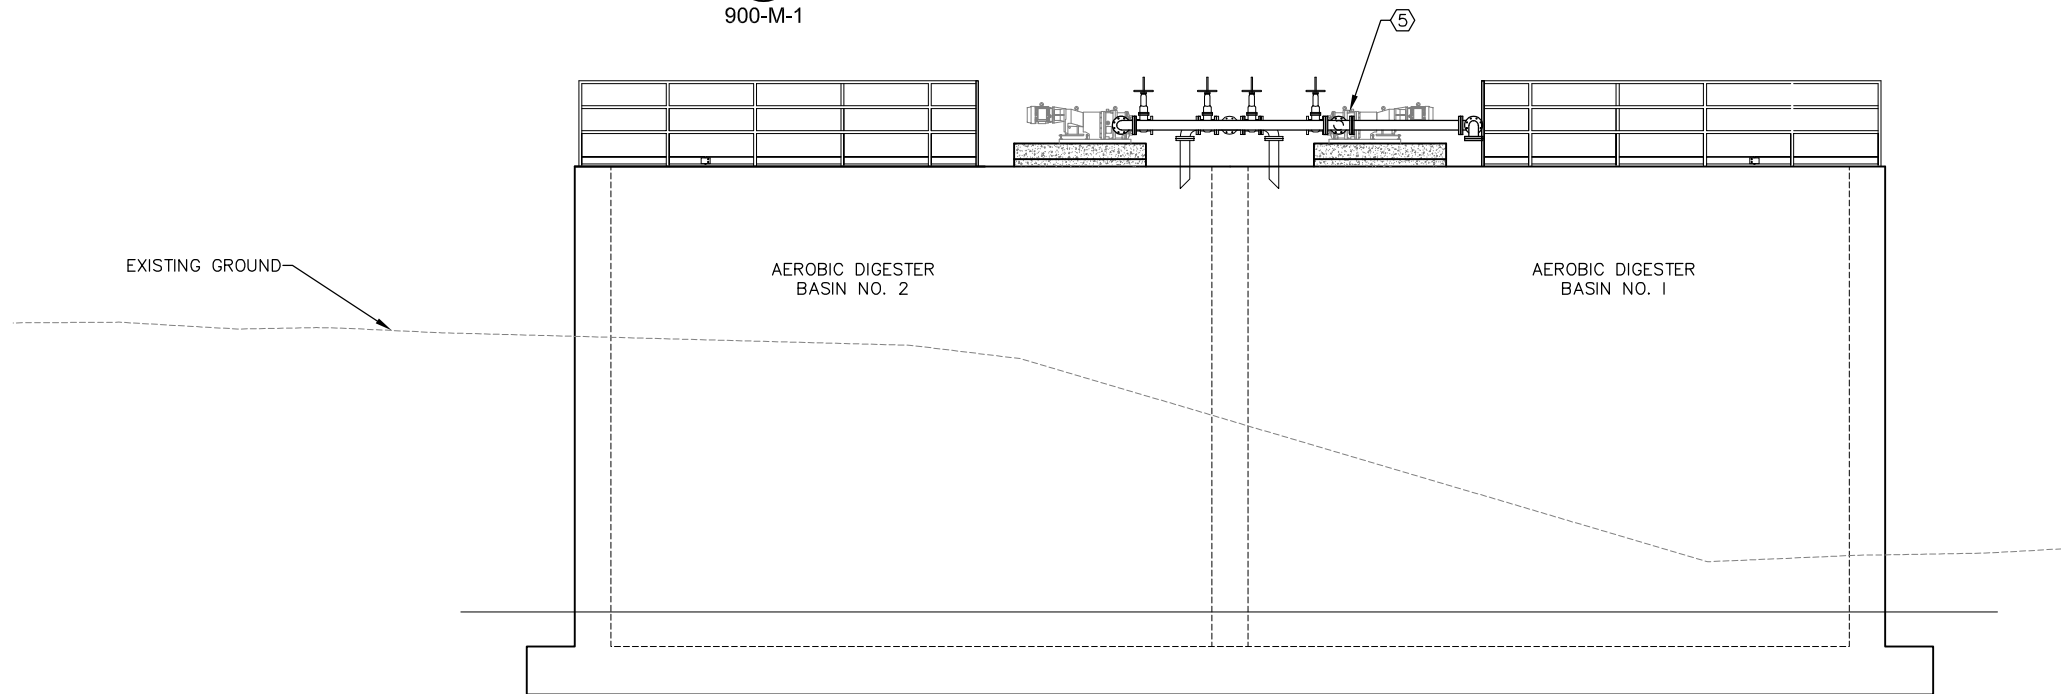 900-M-1
5
EXISTING GROUND
AEROBIC DIGESTER
BASIN NO. 2
AEROBIC DIGESTER
BASIN NO. 1